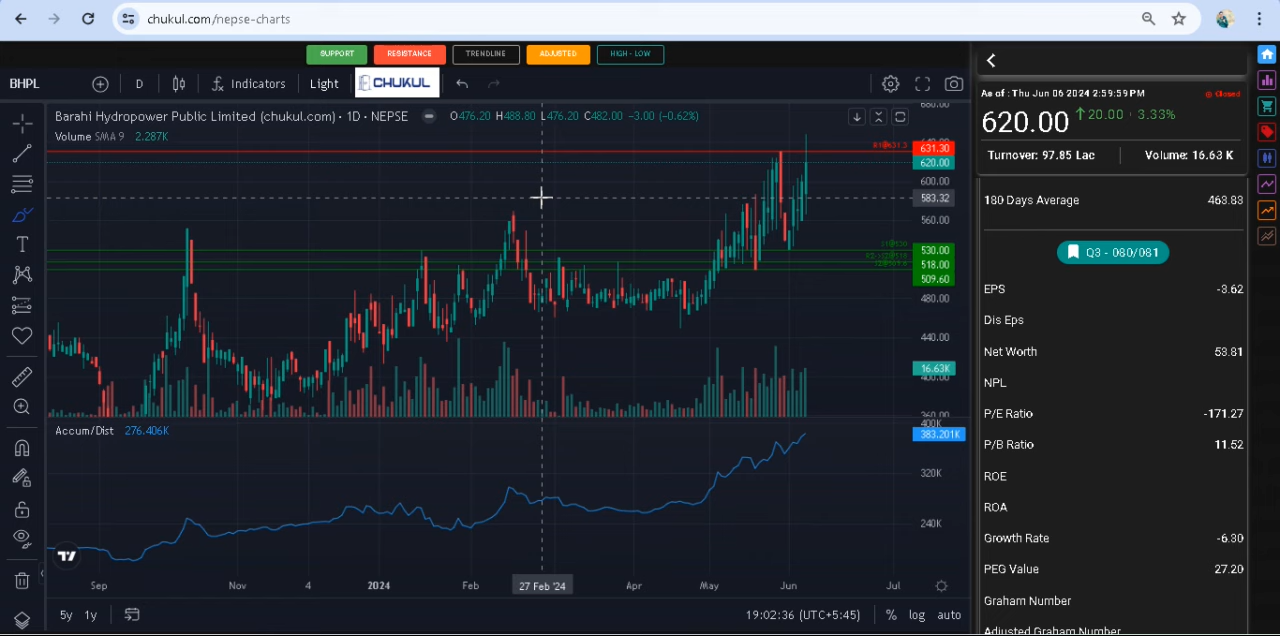 chukul.com/nepse-charts
SUPPORT RESISTANCE TRENDLINE ADJUSTED HIGH - LOW
BHPL D Indicators Light CHUKUL
Barahi Hydropower Public Limited (chukul.com) · 1D · NEPSE O476.20 H488.80 L476.20 C482.00 -3.00 (-0.62%)
Volume SMA 9 2.287K
631.30
620.00
600.00
583.32
560.00
530.00
518.00
509.60
480.00
440.00
16.63K
400.00
360.00
Accum/Dist 276.406K
400K
383.201K
320K
240K
Sep Nov 4 2024 Feb 27 Feb '24 Apr May Jun Jul
5y 1y 19:02:36 (UTC+5:45) % log auto
As of : Thu Jun 06 2024 2:59:59 PM Closed
620.00 20.00 3.33%
Turnover: 97.85 Lac Volume: 16.63 K
180 Days Average 463.83
Q3 - 080/081
EPS -3.62
Dis Eps
Net Worth 53.81
NPL
P/E Ratio -171.27
P/B Ratio 11.52
ROE
ROA
Growth Rate -6.30
PEG Value 27.20
Graham Number
Adjusted Graham Number